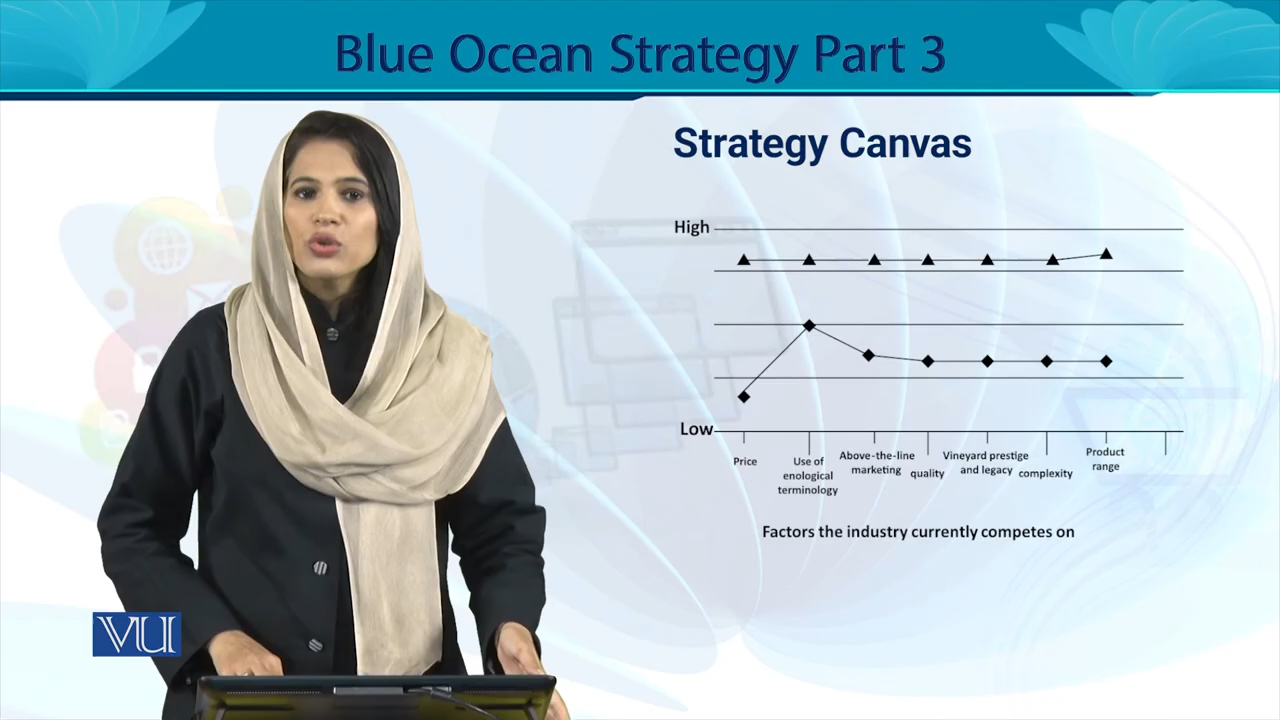 Blue Ocean Strategy Part 3
Strategy Canvas
High
Low
Price
Use of
enological
terminology
Above-the-line
marketing
quality
Vineyard prestige
and legacy
complexity
Product
range
Factors the industry currently competes on
VU